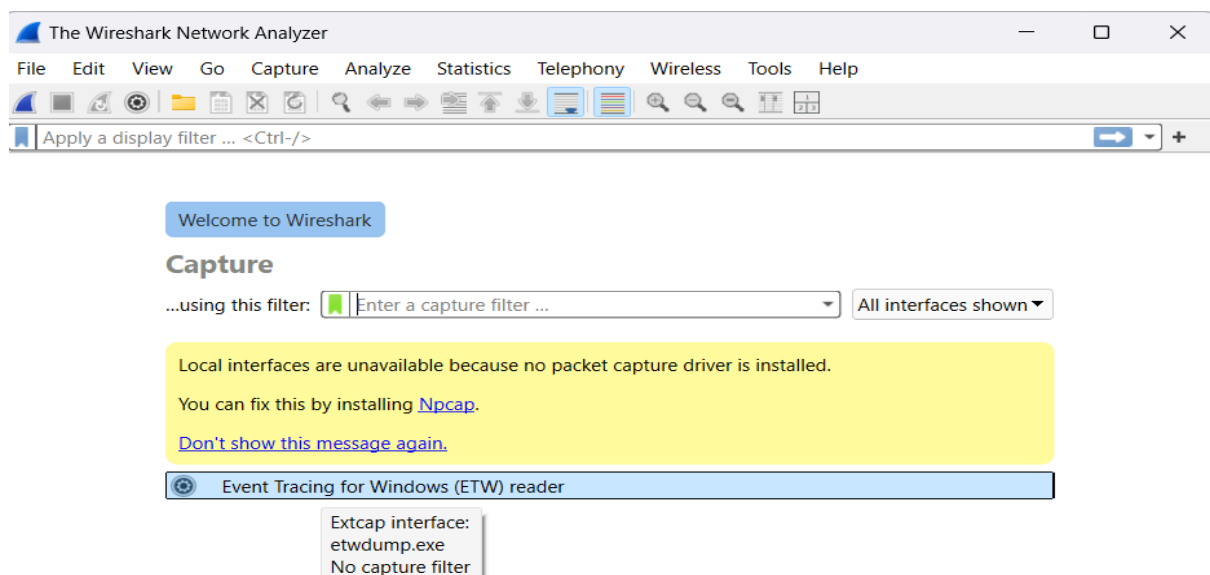 The Wireshark Network Analyzer
File Edit View Go Capture Analyze Statistics Telephony Wireless Tools Help
Apply a display filter ... <Ctrl-/>
Welcome to Wireshark
Capture
...using this filter: Enter a capture filter ... All interfaces shown
Local interfaces are unavailable because no packet capture driver is installed.
You can fix this by installing Npcap.
Don't show this message again.
Event Tracing for Windows (ETW) reader
Extcap interface:
etwdump.exe
No capture filter